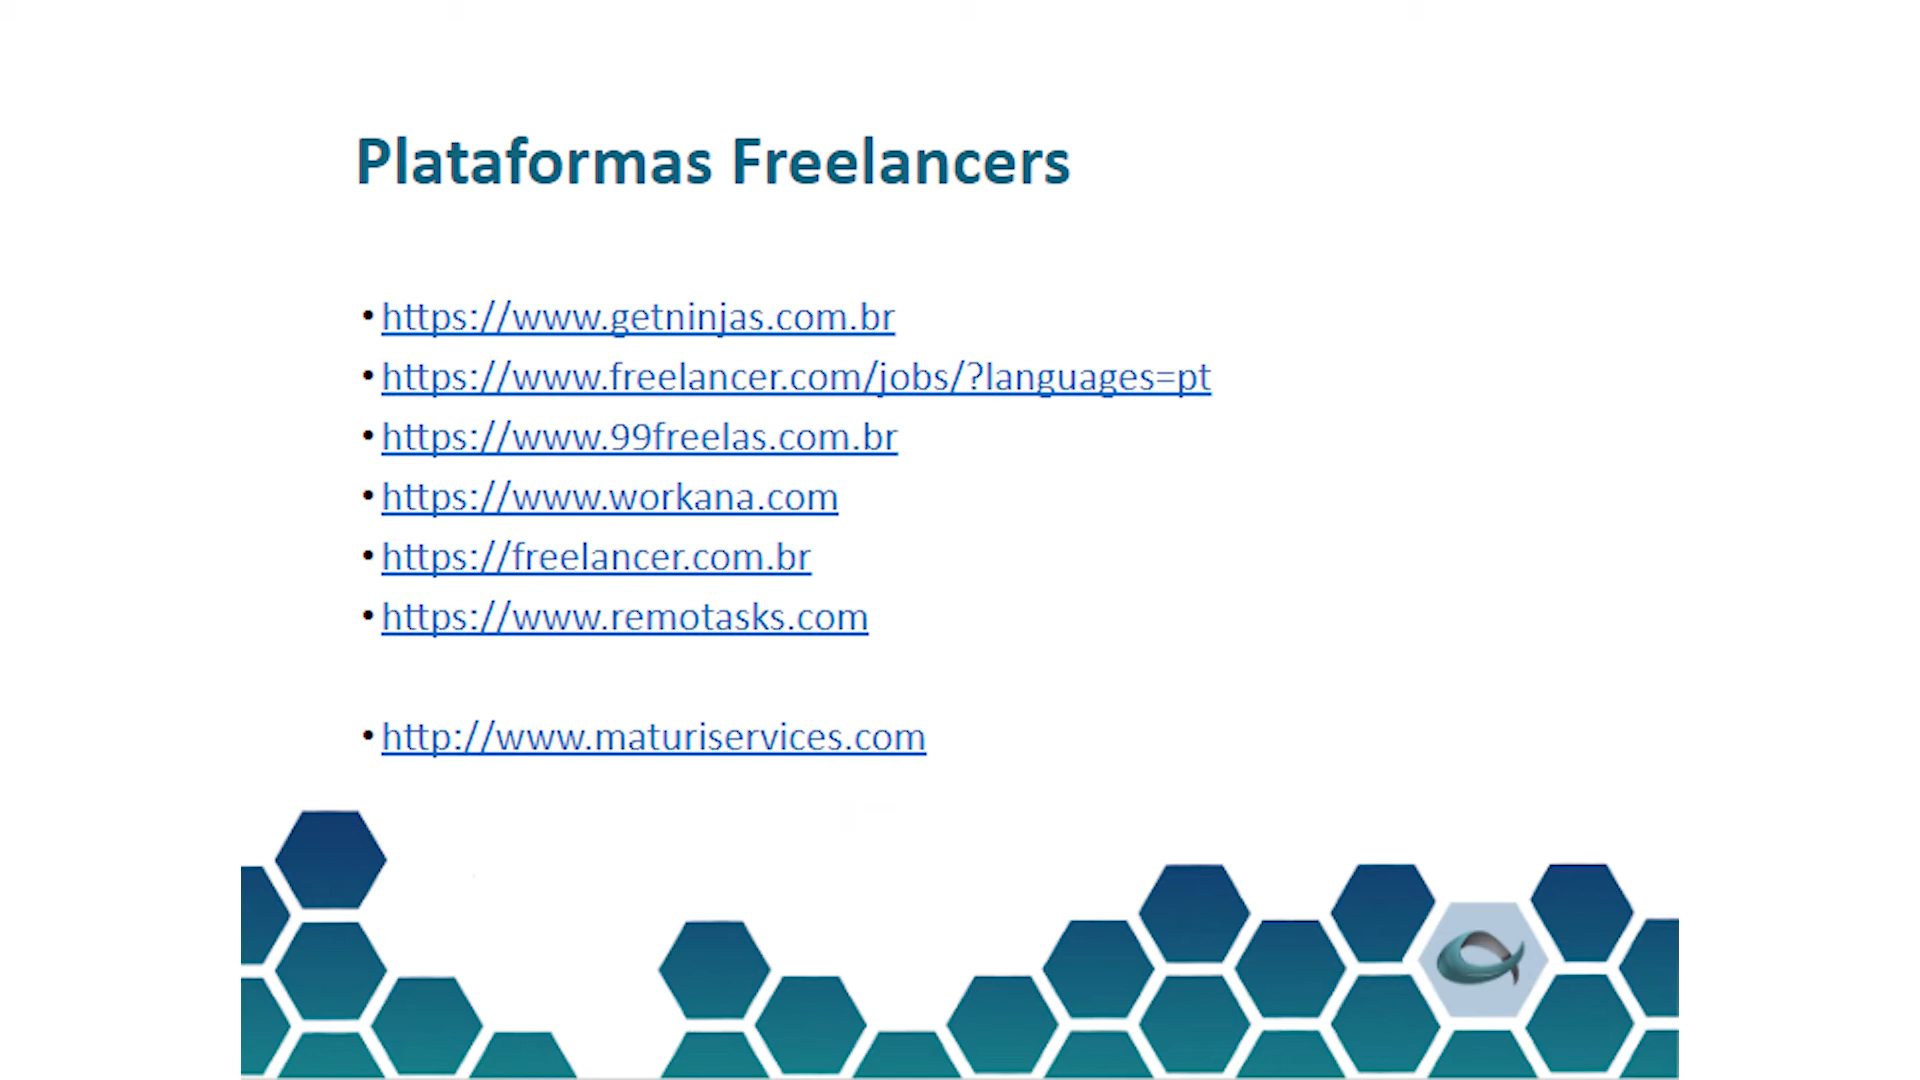 Plataformas Freelancers
• https://www.getninjas.com.br
• https://www.freelancer.com/jobs/?languages=pt
• https://www.99freelas.com.br
• https://www.workana.com
• https://freelancer.com.br
• https://www.remotasks.com
• http://www.maturiservices.com